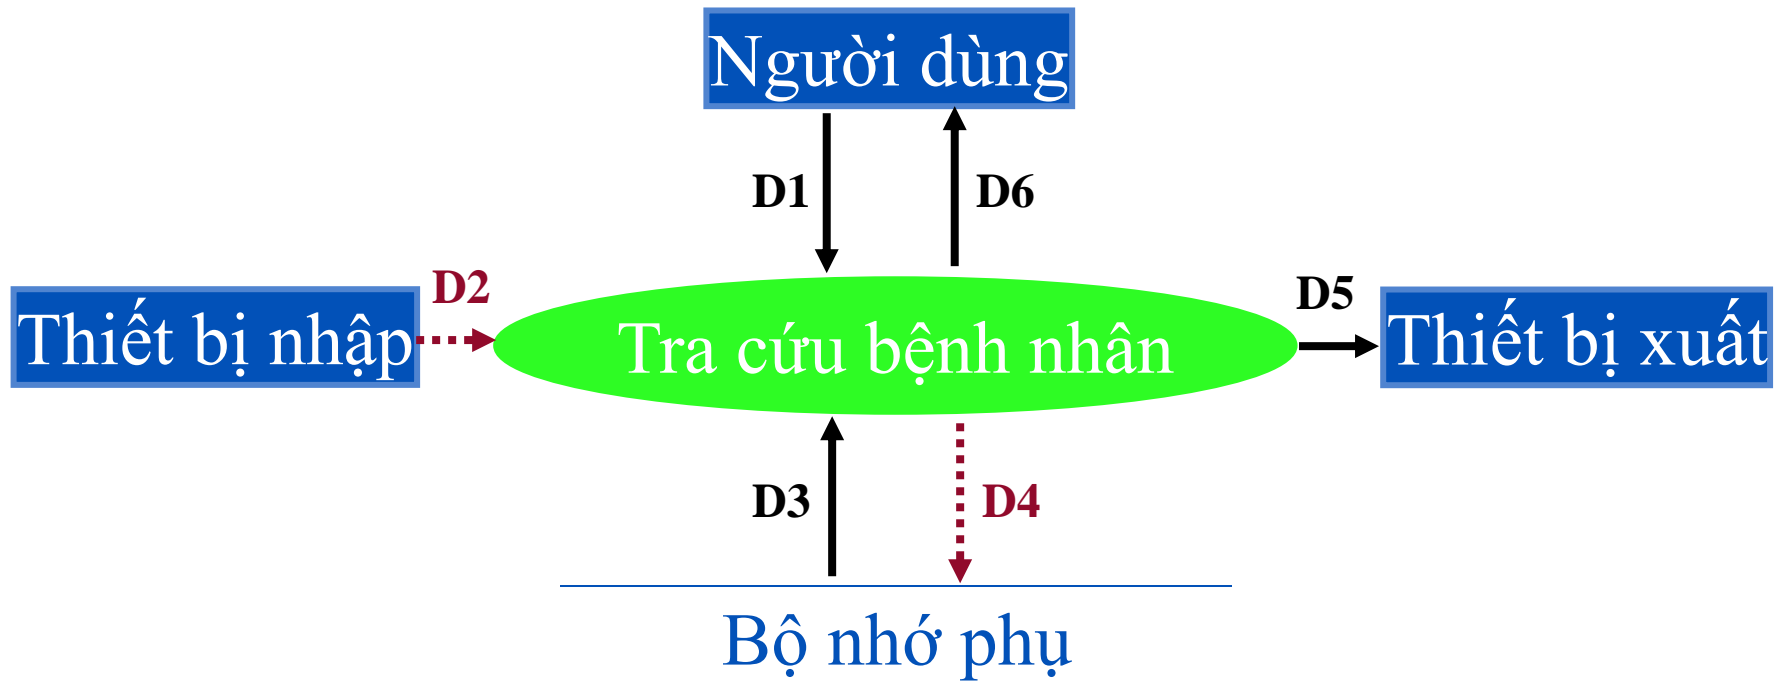 Người dùng
D1
D6
D2
D5
Thiết bị nhập
Tra cứu bệnh nhân
Thiết bị xuất
D3
D4
Bộ nhớ phụ